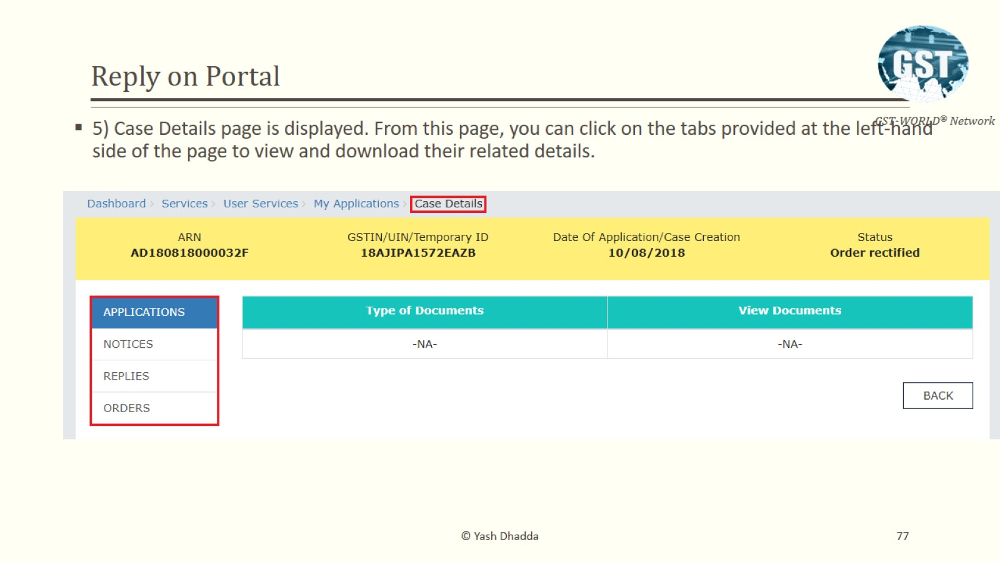 GST
Reply on Portal
GST-WORLD® Network
▪ 5) Case Details page is displayed. From this page, you can click on the tabs provided at the left-hand
side of the page to view and download their related details.
Dashboard › Services › User Services › My Applications › Case Details
ARN GSTIN/UIN/Temporary ID Date Of Application/Case Creation Status
AD180818000032F 18AJIPA1572EAZB 10/08/2018 Order rectified
APPLICATIONS Type of Documents View Documents
NOTICES -NA- -NA-
REPLIES
BACK
ORDERS
© Yash Dhadda 77